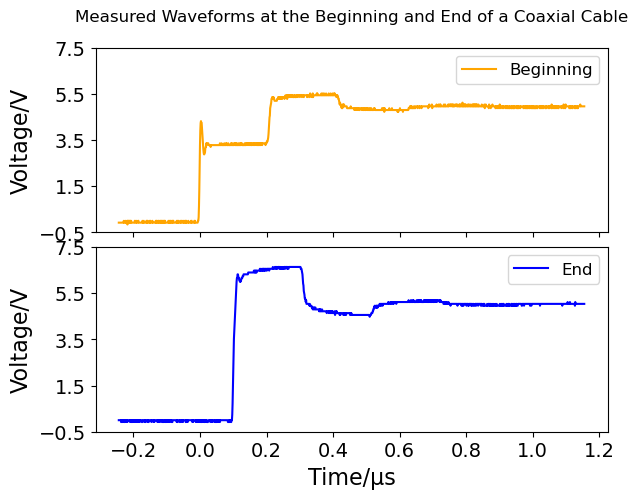 Measured Waveforms at the Beginning and End of a Coaxial Cable
7.5
5.5
3.5
1.5
−0.5
Voltage/V
Beginning
7.5
5.5
3.5
1.5
−0.5
Voltage/V
End
−0.2 0.0 0.2 0.4 0.6 0.8 1.0 1.2
Time/μs